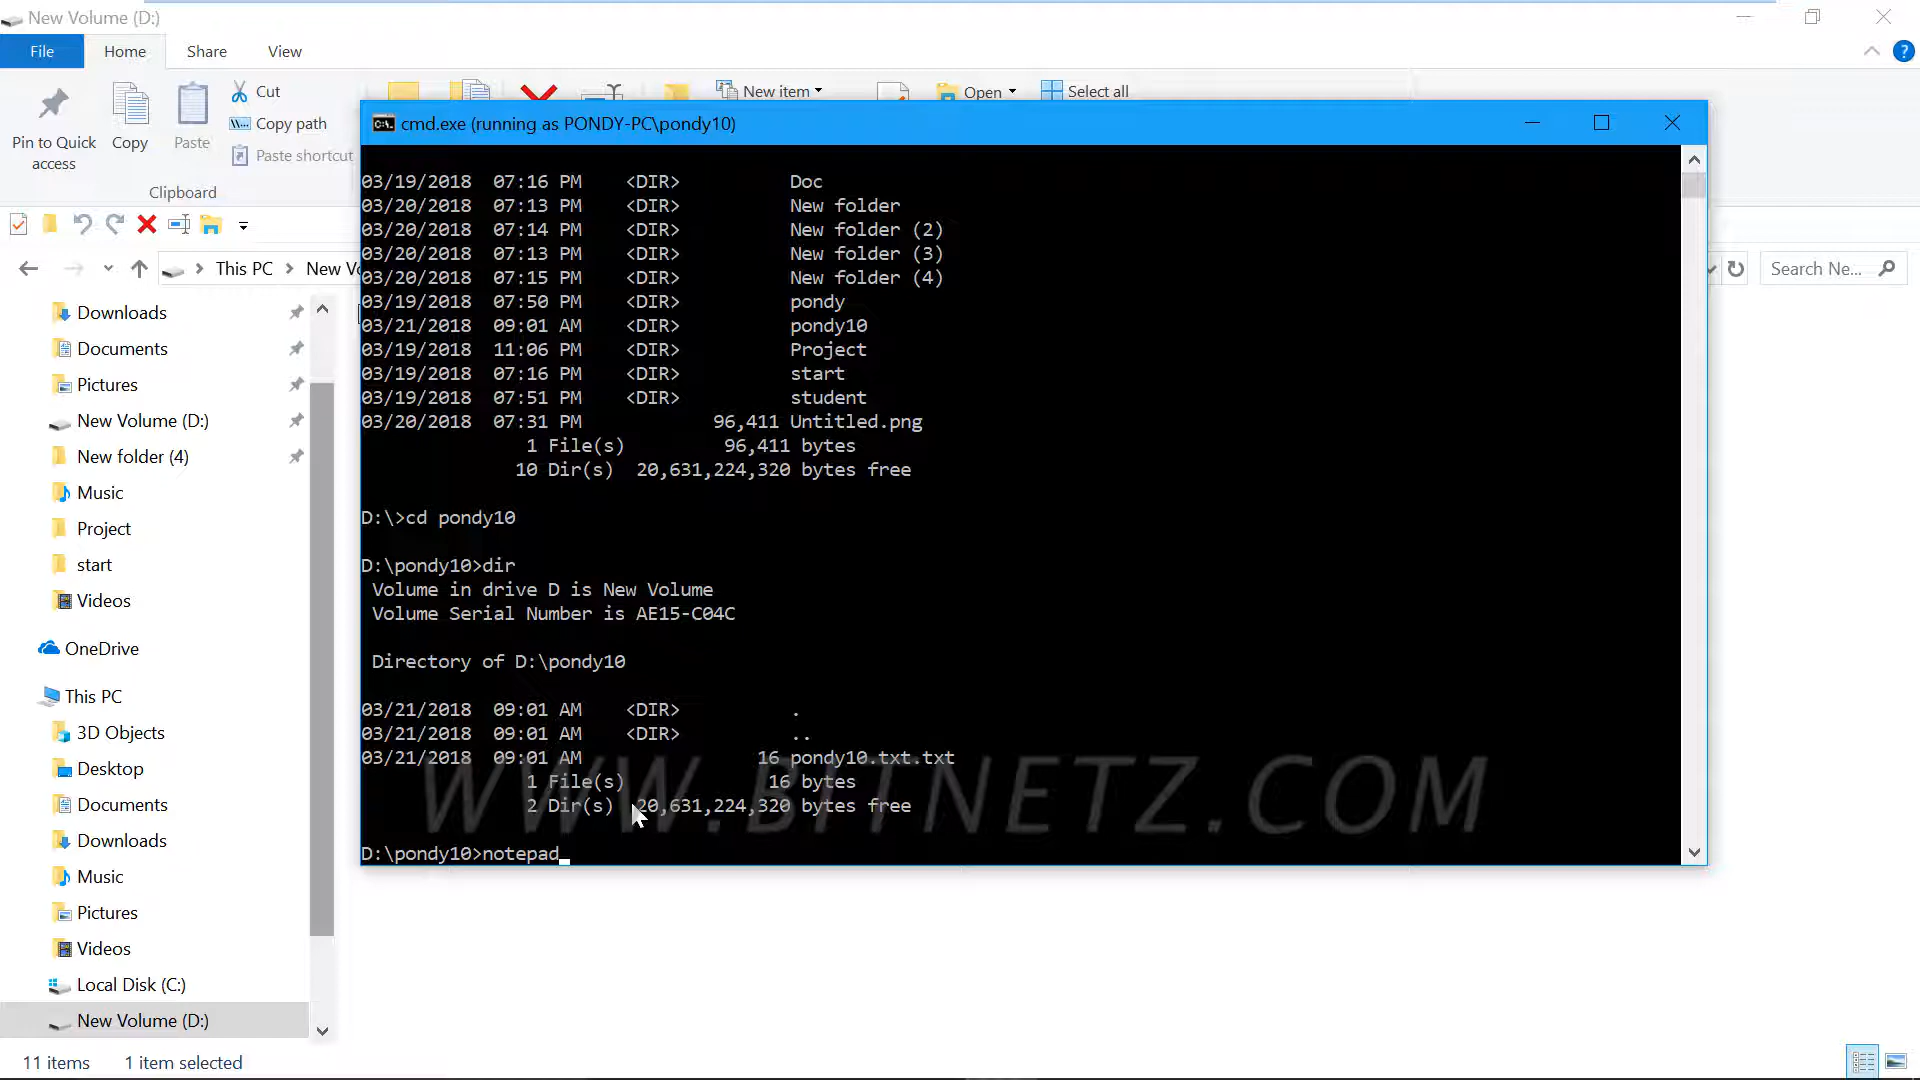 New Volume (D:)
File Home Share View
Pin to Quick access
Copy
Paste
Cut
Copy path
Paste shortcut
New item
Open
Select all
Clipboard
This PC New Vo
Search Ne...
Downloads
Documents
Pictures
New Volume (D:)
New folder (4)
Music
Project
start
Videos
OneDrive
This PC
3D Objects
Desktop
Documents
Downloads
Music
Pictures
Videos
Local Disk (C:)
New Volume (D:)
11 items 1 item selected
cmd.exe (running as PONDY-PC\pondy10)
03/19/2018 07:16 PM <DIR> Doc
03/20/2018 07:13 PM <DIR> New folder
03/20/2018 07:14 PM <DIR> New folder (2)
03/20/2018 07:13 PM <DIR> New folder (3)
03/20/2018 07:15 PM <DIR> New folder (4)
03/19/2018 07:50 PM <DIR> pondy
03/21/2018 09:01 AM <DIR> pondy10
03/19/2018 11:06 PM <DIR> Project
03/19/2018 07:16 PM <DIR> start
03/19/2018 07:51 PM <DIR> student
03/20/2018 07:31 PM 96,411 Untitled.png
1 File(s) 96,411 bytes
10 Dir(s) 20,631,224,320 bytes free
D:\>cd pondy10
D:\pondy10>dir
Volume in drive D is New Volume
Volume Serial Number is AE15-C04C
Directory of D:\pondy10
03/21/2018 09:01 AM <DIR> .
03/21/2018 09:01 AM <DIR> ..
03/21/2018 09:01 AM 16 pondy10.txt.txt
1 File(s) 16 bytes
2 Dir(s) 20,631,224,320 bytes free
D:\pondy10>notepad
WWW.BITNETZ.COM